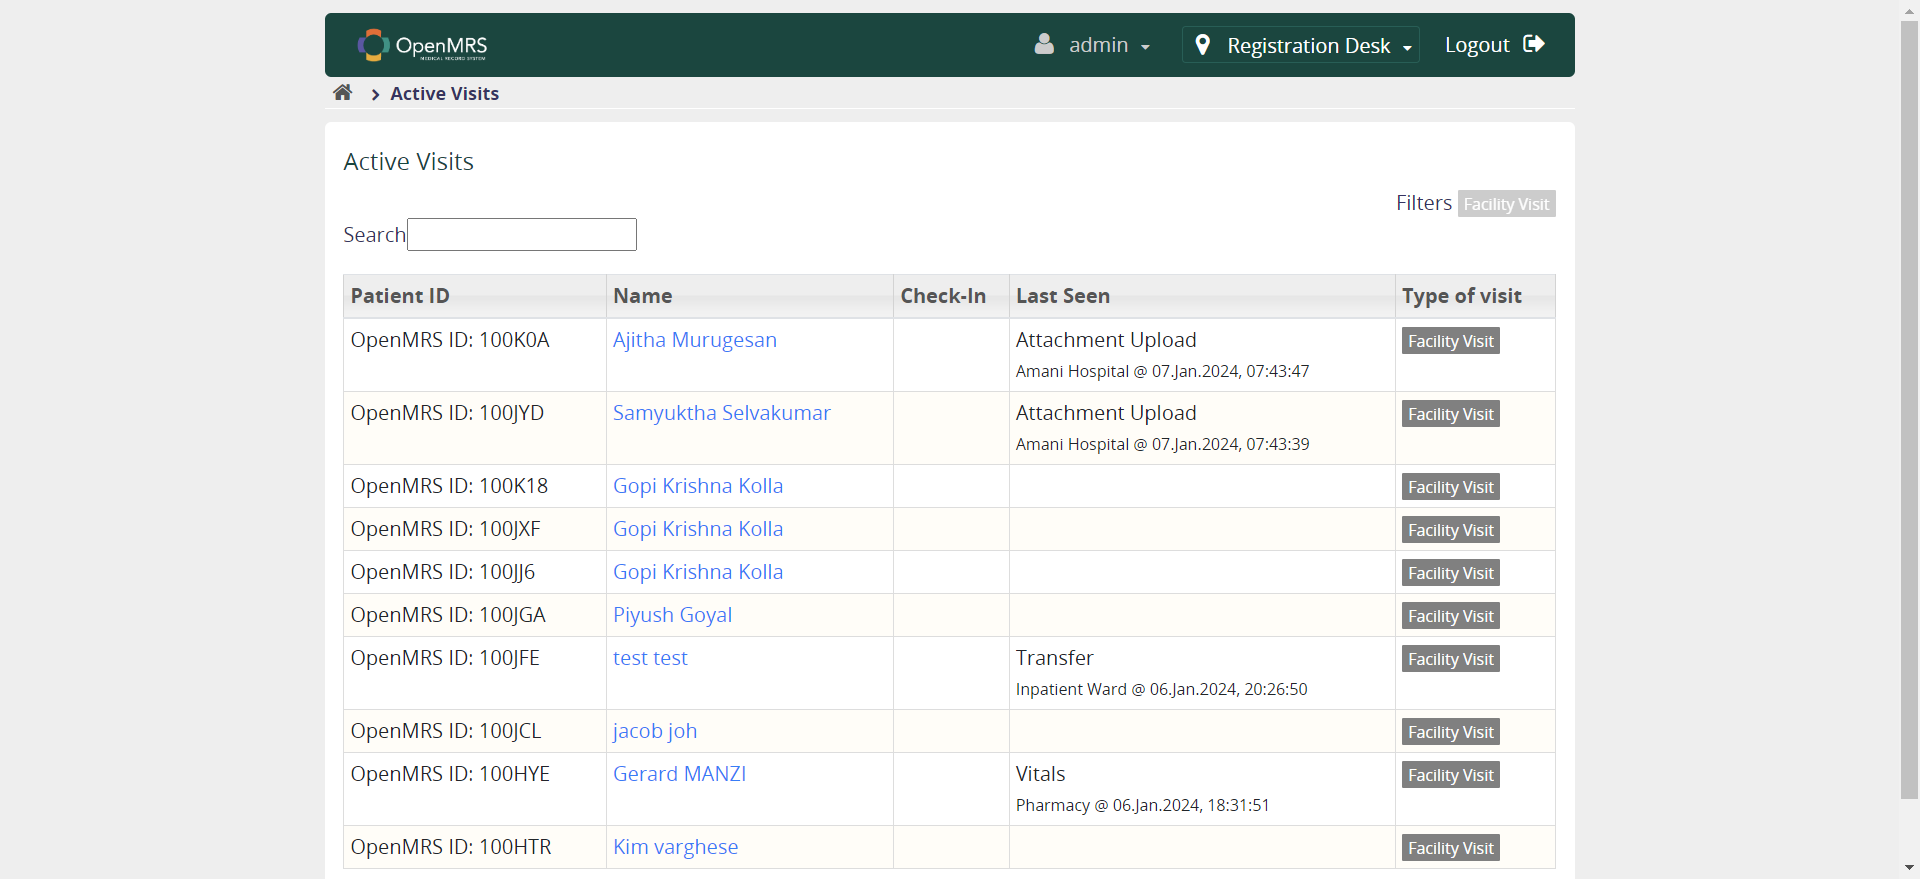 OpenMRS
MEDICAL RECORD SYSTEM
admin
Registration Desk
Logout
Active Visits
Active Visits
Filters Facility Visit
Search
Patient ID Name Check-In Last Seen Type of visit
OpenMRS ID: 100K0A Ajitha Murugesan Attachment Upload Facility Visit
Amani Hospital @ 07.Jan.2024, 07:43:47
OpenMRS ID: 100JYD Samyuktha Selvakumar Attachment Upload Facility Visit
Amani Hospital @ 07.Jan.2024, 07:43:39
OpenMRS ID: 100K18 Gopi Krishna Kolla Facility Visit
OpenMRS ID: 100JXF Gopi Krishna Kolla Facility Visit
OpenMRS ID: 100JJ6 Gopi Krishna Kolla Facility Visit
OpenMRS ID: 100JGA Piyush Goyal Facility Visit
OpenMRS ID: 100JFE test test Transfer Facility Visit
Inpatient Ward @ 06.Jan.2024, 20:26:50
OpenMRS ID: 100JCL jacob joh Facility Visit
OpenMRS ID: 100HYE Gerard MANZI Vitals Facility Visit
Pharmacy @ 06.Jan.2024, 18:31:51
OpenMRS ID: 100HTR Kim varghese Facility Visit